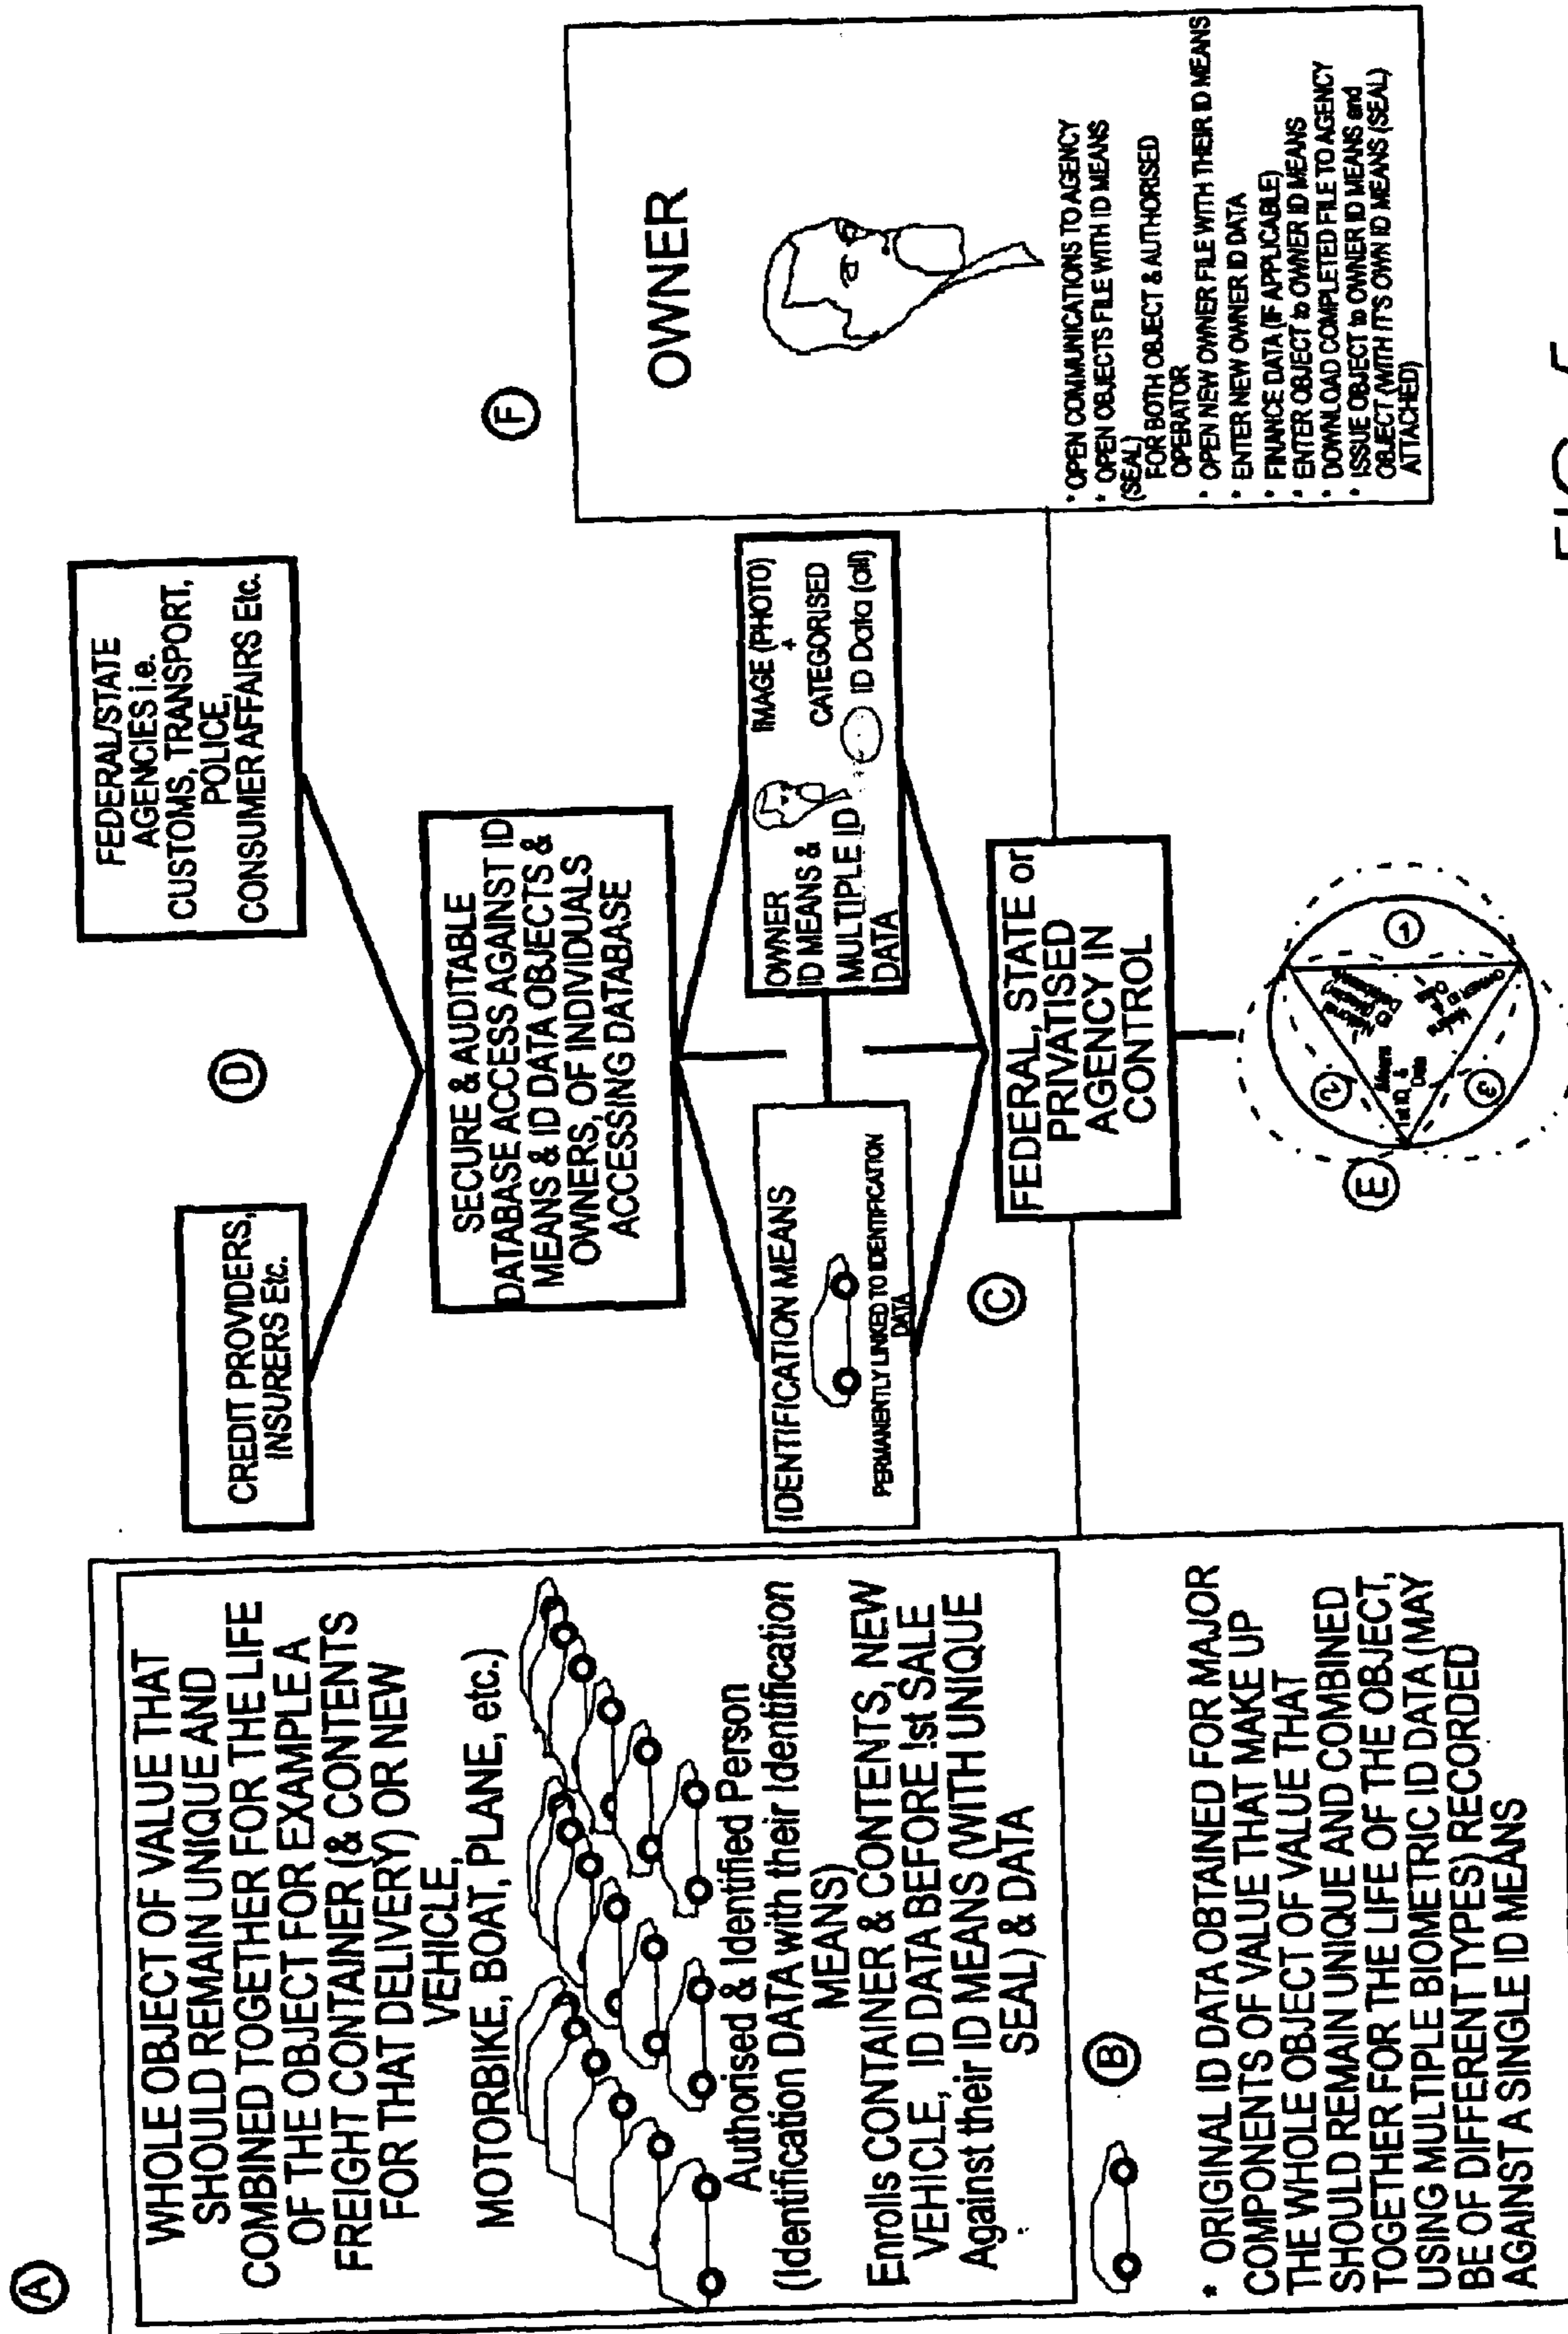 A
WHOLE OBJECT OF VALUE THAT
SHOULD REMAIN UNIQUE AND
COMBINED TOGETHER FOR THE LIFE
OF THE OBJECT FOR EXAMPLE A
FREIGHT CONTAINER (& CONTENTS
FOR THAT DELIVERY) OR NEW
VEHICLE,
MOTORBIKE, BOAT, PLANE, etc.)
Authorised & Identified Person
(Identification DATA with their Identification
MEANS)
Enrolls CONTAINER & CONTENTS, NEW
VEHICLE, ID DATA BEFORE Ist SALE
Against their ID MEANS (WITH UNIQUE
SEAL) & DATA
B
* ORIGINAL ID DATA OBTAINED FOR MAJOR
COMPONENTS OF VALUE THAT MAKE UP
THE WHOLE OBJECT OF VALUE THAT
SHOULD REMAIN UNIQUE AND COMBINED
TOGETHER FOR THE LIFE OF THE OBJECT,
USING MULTIPLE BIOMETRIC ID DATA (MAY
BE OF DIFFERENT TYPES) RECORDED
AGAINST A SINGLE ID MEANS
D
CREDIT PROVIDERS,
INSURERS Etc.
FEDERAL/STATE
AGENCIES i.e.
CUSTOMS, TRANSPORT,
POLICE,
CONSUMER AFFAIRS Etc.
SECURE & AUDITABLE
DATABASE ACCESS AGAINST ID
MEANS & ID DATA OBJECTS &
OWNERS, OF INDIVIDUALS
ACCESSING DATABASE
IDENTIFICATION MEANS
PERMANENTLY LINKED TO IDENTIFICATION
DATA
OWNER
ID MEANS &
MULTIPLE ID
DATA
IMAGE (PHOTO)
+
CATEGORISED
ID Data (all)
C
FEDERAL, STATE or
PRIVATISED
AGENCY IN
CONTROL
E
1
2
3
1st ID
Means
&
Data
F
OWNER
* OPEN COMMUNICATIONS TO AGENCY
* OPEN OBJECTS FILE WITH ID MEANS
(SEAL)
FOR BOTH OBJECT & AUTHORISED
OPERATOR
* OPEN NEW OWNER FILE WITH THEIR ID MEANS
* ENTER NEW OWNER ID DATA
* FINANCE DATA (IF APPLICABLE)
* ENTER OBJECT to OWNER ID MEANS
* DOWNLOAD COMPLETED FILE TO AGENCY
* ISSUE OBJECT to OWNER ID MEANS and
OBJECT (WITH IT'S OWN ID MEANS (SEAL)
ATTACHED)